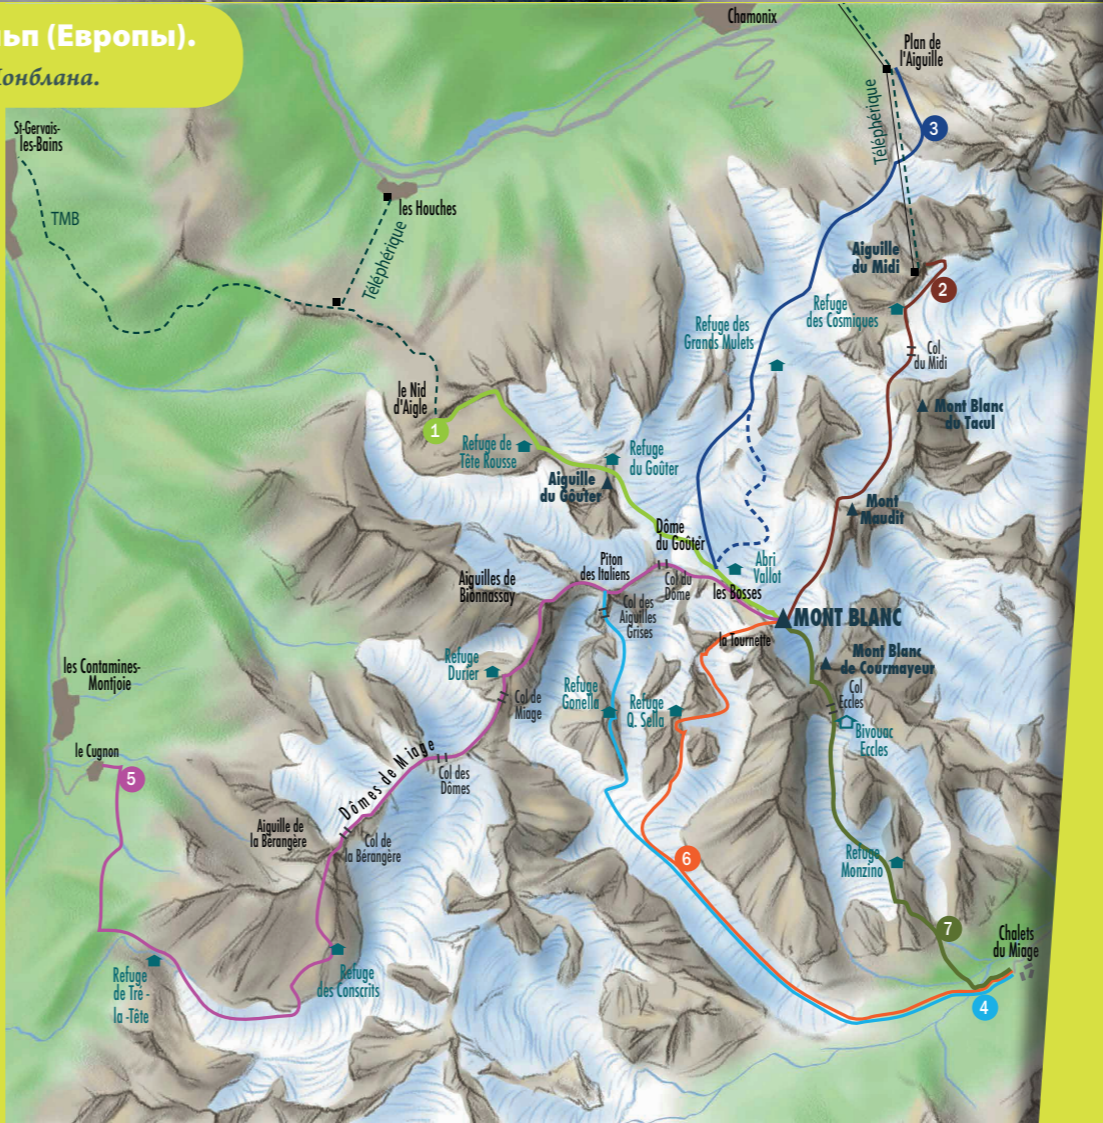 (Европы).
Chamonix
Plan de
l'Aiguille
St-Gervais-
les-Bains
Téléphérique
3
les Houches
TMB
Téléphérique
Aiguille
du Midi
2
Refuge
des Cosmiques
Refuge des
Grands Mulets
Col
du Midi
le Nid
d'Aigle
1
Mont Blanc
du Tacul
Refuge de
Tête Rousse
Refuge
du Goûter
Aiguille
du Goûter
Mont
Maudit
Dôme
du Goûter
Piton
des Italiens
Abri
Vallot
Aiguilles de
Bionnassay
Col du
Dôme
les Bosses
Col des
Aiguilles
Grises
MONT BLANC
la Tournette
Mont Blanc
de Courmayeur
Refuge
Durier
les Contamines-
Montjoie
Col
Eccles
Refuge
Gonella
Refuge
Q. Sella
Col de
Miage
Bivouac
Eccles
le Cugnon
5
Dômes de Miage
Col des
Dômes
Aiguille de
la Bérangère
Col de
la Bérangère
6
Refuge
Monzino
7
Chalets
du Miage
Refuge
de Tré -
la -Tête
Refuge
des Conscrits
4